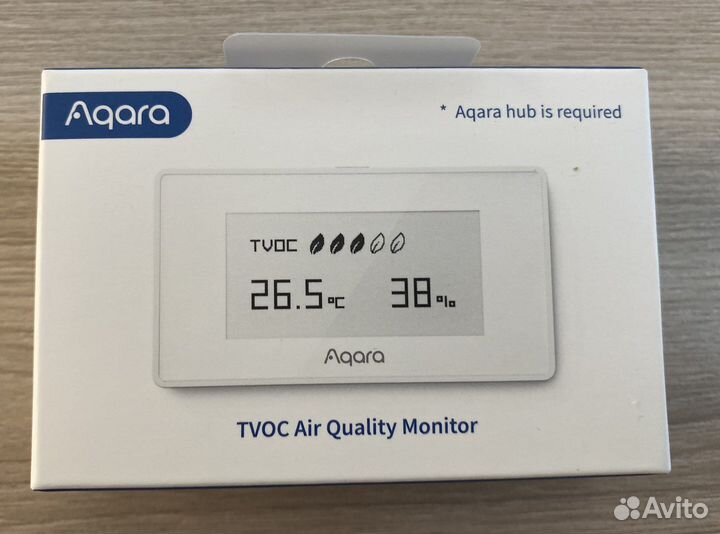 Aqara
* Aqara hub is required
TVOC
26.5 °C 38 %
Aqara
TVOC Air Quality Monitor
Avito